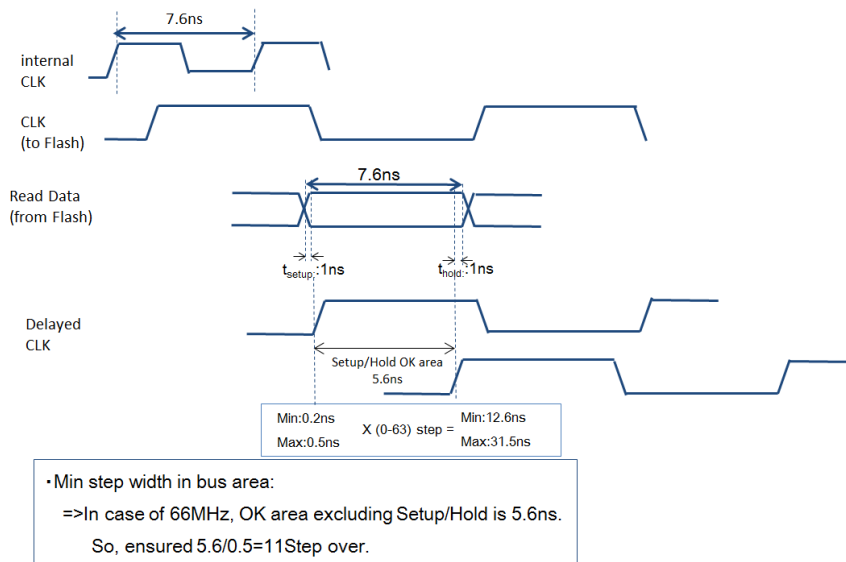 7.6ns
internal
CLK
CLK
(to Flash)
7.6ns
Read Data
(from Flash)
tsetup:1ns
thold:1ns
Delayed
CLK
Setup/Hold OK area
5.6ns
Min:0.2ns
Max:0.5ns
X (0-63) step =
Min:12.6ns
Max:31.5ns
・Min step width in bus area:
=>In case of 66MHz, OK area excluding Setup/Hold is 5.6ns.
So, ensured 5.6/0.5=11Step over.